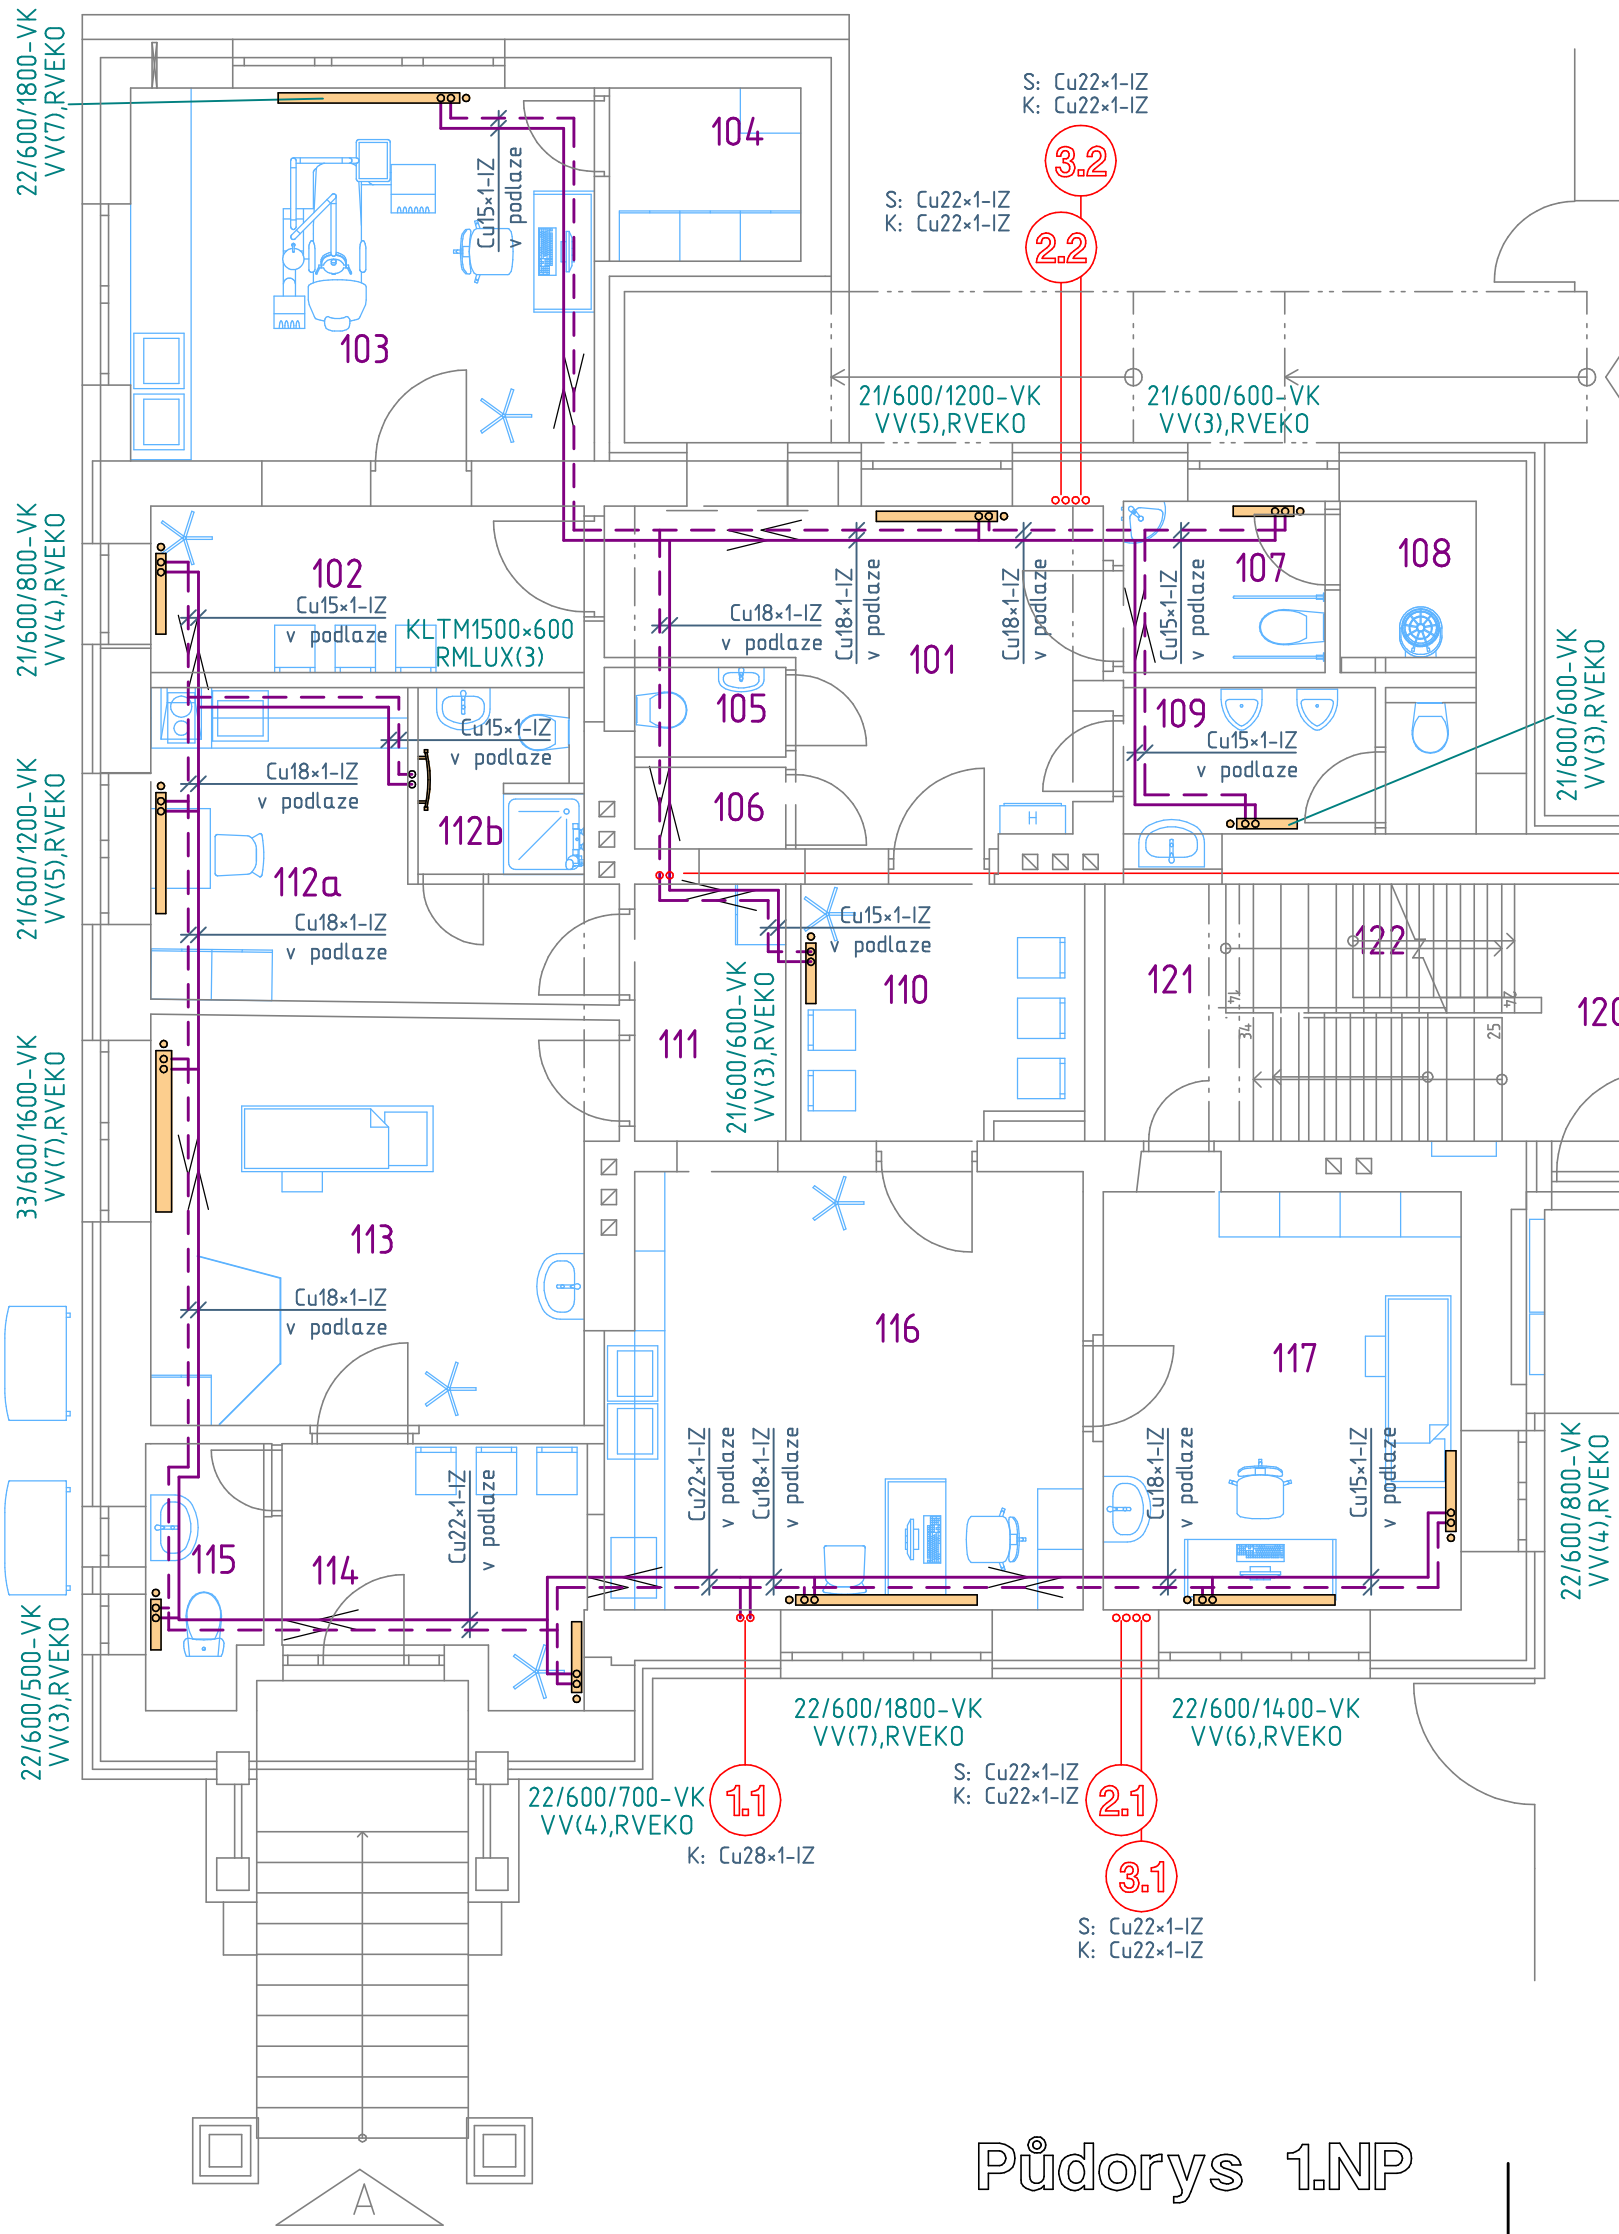 22/600/1800-VK
VV(7),RVEKO
S: Cu22×1-IZ
K: Cu22×1-IZ
3.2
104
S: Cu22×1-IZ
K: Cu22×1-IZ
2.2
Cu15×1-IZ
v podlaze
103
21/600/1200-VK
VV(5),RVEKO
21/600/600-VK
VV(3),RVEKO
21/600/800-VK
VV(4),RVEKO
102
Cu15×1-IZ
v podlaze
KLTM1500×600
RMLUX(3)
Cu18×1-IZ
v podlaze
Cu18×1-IZ
v podlaze
101
Cu18×1-IZ
v podlaze
Cu15×1-IZ
v podlaze
107
108
105
109
Cu15×1-IZ
v podlaze
21/600/600-VK
VV(3),RVEKO
Cu15×1-IZ
v podlaze
Cu18×1-IZ
v podlaze
21/600/1200-VK
VV(5),RVEKO
106
H
112b
112a
Cu18×1-IZ
v podlaze
Cu15×1-IZ
v podlaze
110
121
122
120
14
24
34
25
111
21/600/600-VK
VV(3),RVEKO
33/600/1600-VK
VV(7),RVEKO
113
Cu18×1-IZ
v podlaze
116
117
Cu22×1-IZ
v podlaze
Cu22×1-IZ
v podlaze
Cu18×1-IZ
v podlaze
Cu18×1-IZ
v podlaze
Cu15×1-IZ
v podlaze
22/600/800-VK
VV(4),RVEKO
115
114
22/600/500-VK
VV(3),RVEKO
22/600/1800-VK
VV(7),RVEKO
22/600/1400-VK
VV(6),RVEKO
22/600/700-VK
VV(4),RVEKO
1.1
K: Cu28×1-IZ
S: Cu22×1-IZ
K: Cu22×1-IZ
2.1
3.1
S: Cu22×1-IZ
K: Cu22×1-IZ
Půdorys 1.NP
A